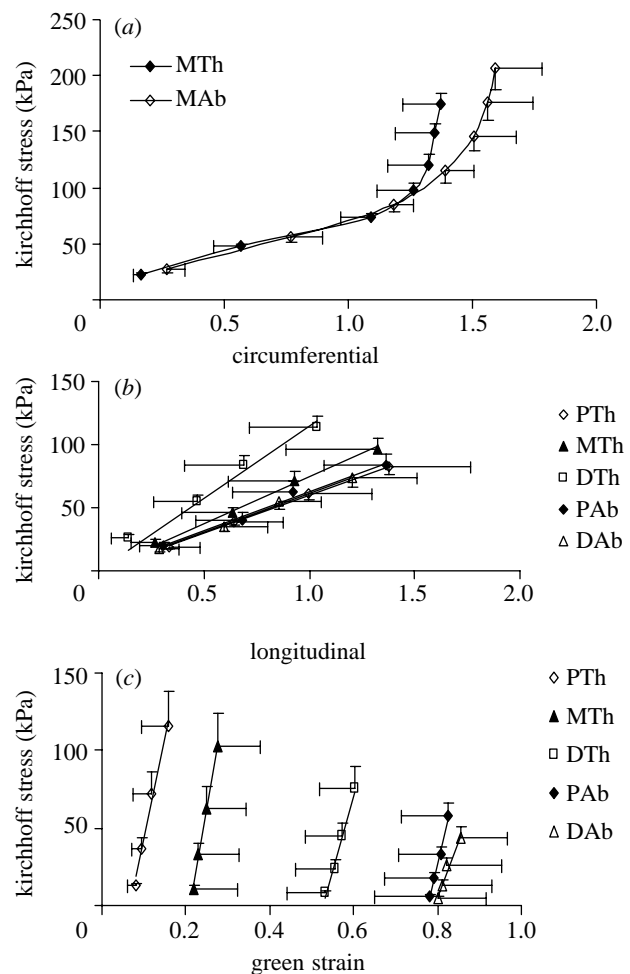 (a)
250
200
150
100
50
0
kirchhoff stress (kPa)
MTh
MAb
0.5
1.0
1.5
2.0
circumferential
(b)
150
100
50
0
kirchhoff stress (kPa)
PTh
MTh
DTh
PAb
DAb
0.5
1.0
1.5
2.0
longitudinal
(c)
150
100
50
0
kirchhoff stress (kPa)
PTh
MTh
DTh
PAb
DAb
0.2
0.4
0.6
0.8
1.0
green strain